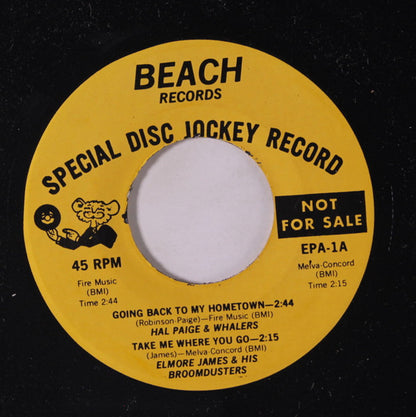 BEACH
RECORDS
SPECIAL DISC JOCKEY RECORD
NOT
FOR SALE
45 RPM
EPA-1A
Fire Music
(BMI)
Time 2:44
Melva-Concord
(BMI)
Time 2:15
GOING BACK TO MY HOMETOWN—2:44
(Robinson-Paige)—Fire Music (BMI)
HAL PAIGE & WHALERS
TAKE ME WHERE YOU GO—2:15
(James)—Melva-Concord (BMI)
ELMORE JAMES & HIS
BROOMDUSTERS